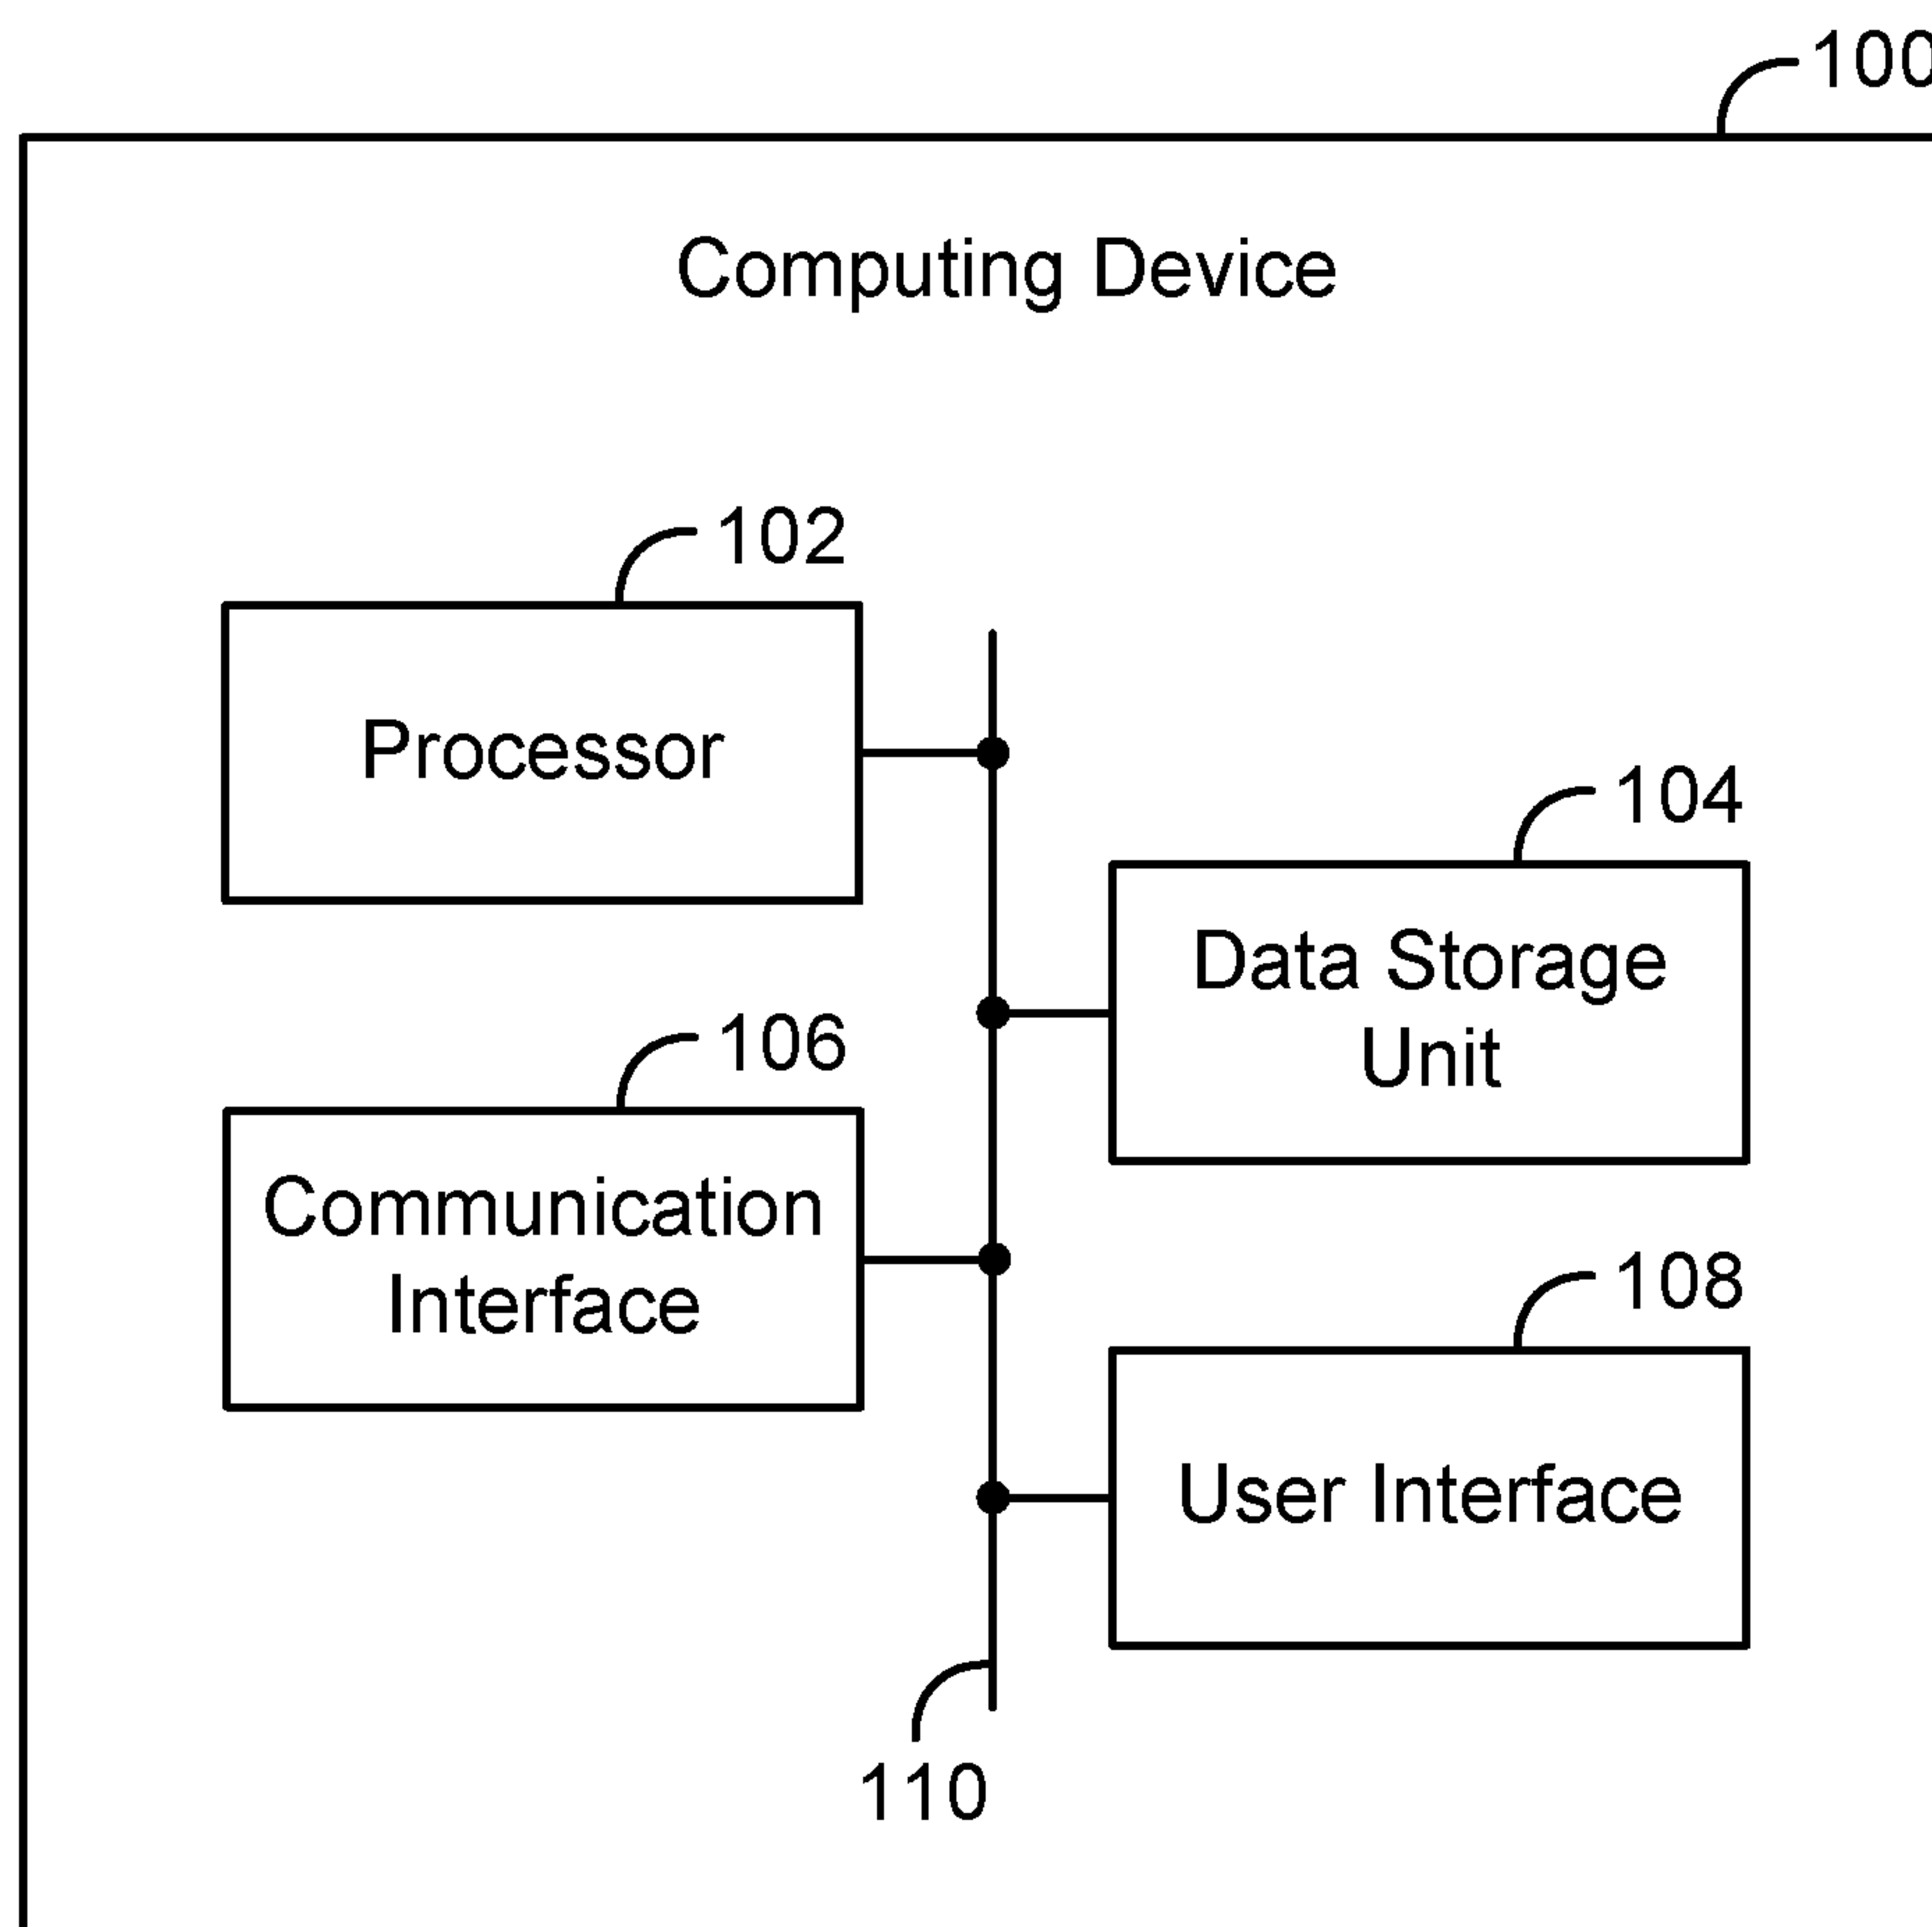 100
Computing Device
102
Processor
104
Data Storage
Unit
106
Communication
Interface
108
User Interface
110